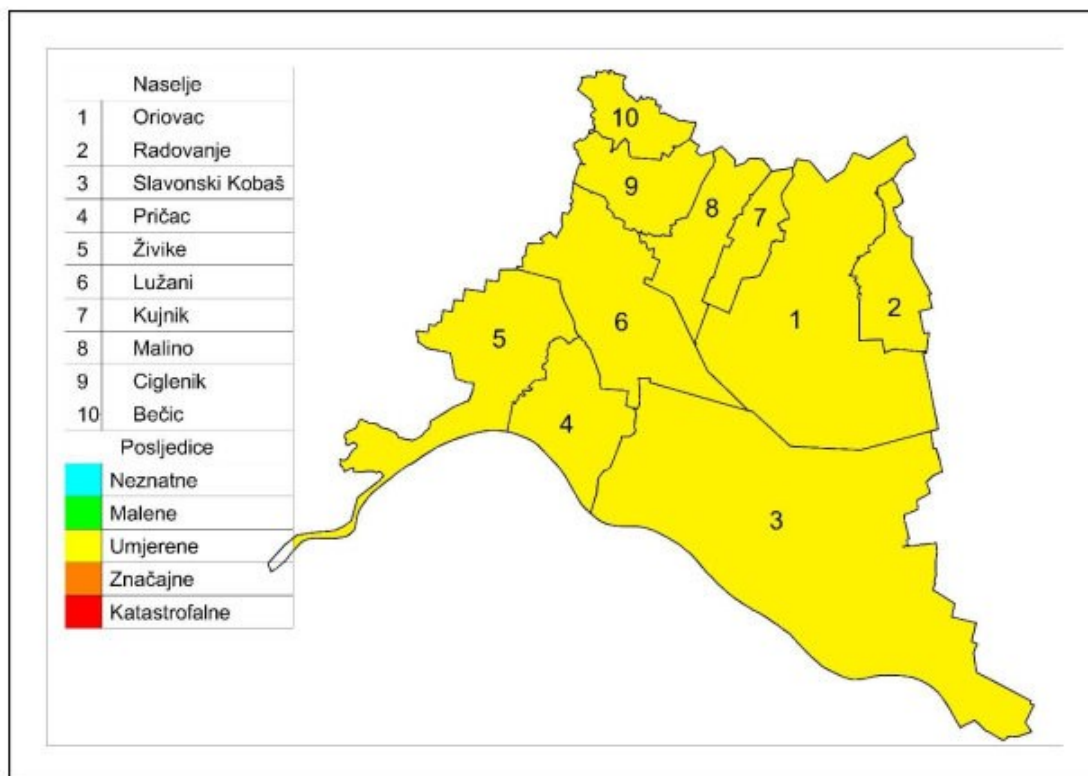 Naselje
1 Oriovac
2 Radovanje
3 Slavonski Kobaš
4 Pričac
5 Živike
6 Lužani
7 Kujnik
8 Malino
9 Ciglenik
10 Bečic
Posljedice
Neznatne
Malene
Umjerene
Značajne
Katastrofalne
10
9
8
7
1
2
6
5
4
3